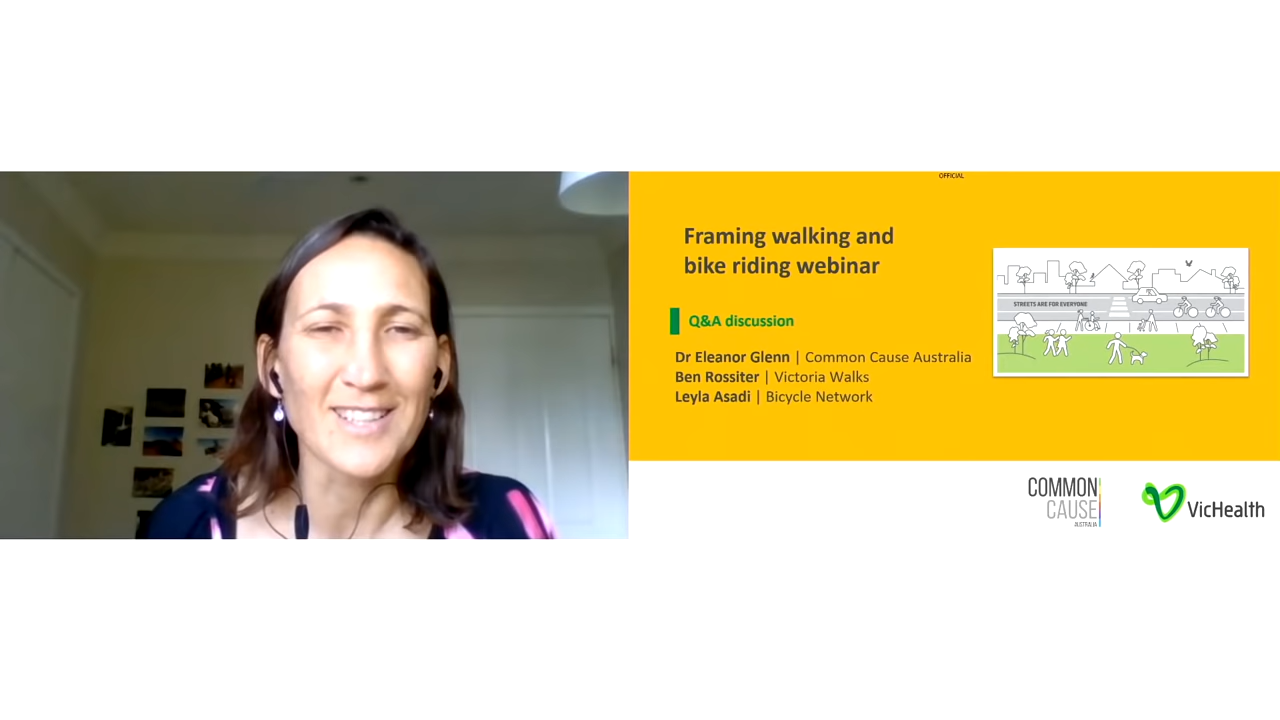 OFFICIAL
Framing walking and
bike riding webinar
Q&A discussion
Dr Eleanor Glenn | Common Cause Australia
Ben Rossiter | Victoria Walks
Leyla Asadi | Bicycle Network
STREETS ARE FOR EVERYONE
COMMON
CAUSE
AUSTRALIA
VicHealth